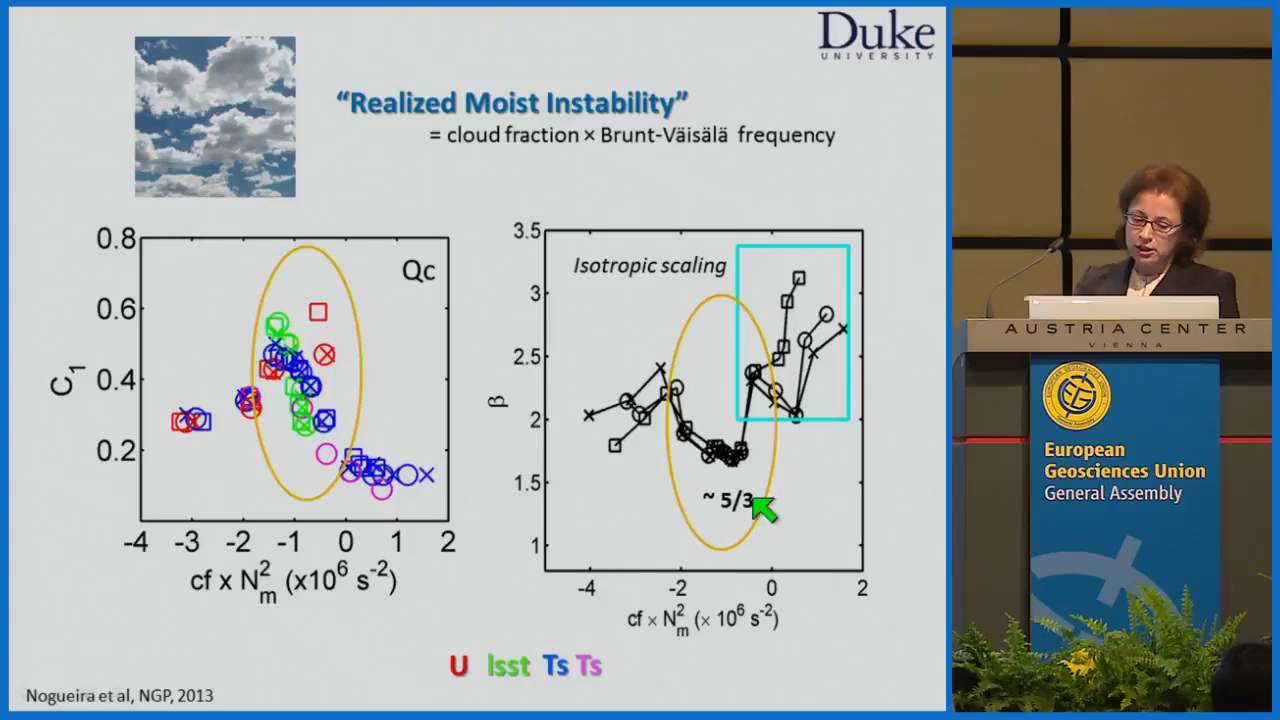 Duke
UNIVERSITY
“Realized Moist Instability”
= cloud fraction × Brunt-Väisälä frequency
0.8
0.6
0.4
0.2
C1
Qc
-4 -3 -2 -1 0 1 2
cf x N²m (x10⁶ s⁻²)
3.5
3
2.5
2
1.5
1
β
Isotropic scaling
~ 5/3
-4 -2 0 2
cf × N²m (× 10⁶ s⁻²)
U lsst Ts Ts
Nogueira et al, NGP, 2013
AUSTRIA CENTER
VIENNA
EGU
European
Geosciences Union
General Assembly